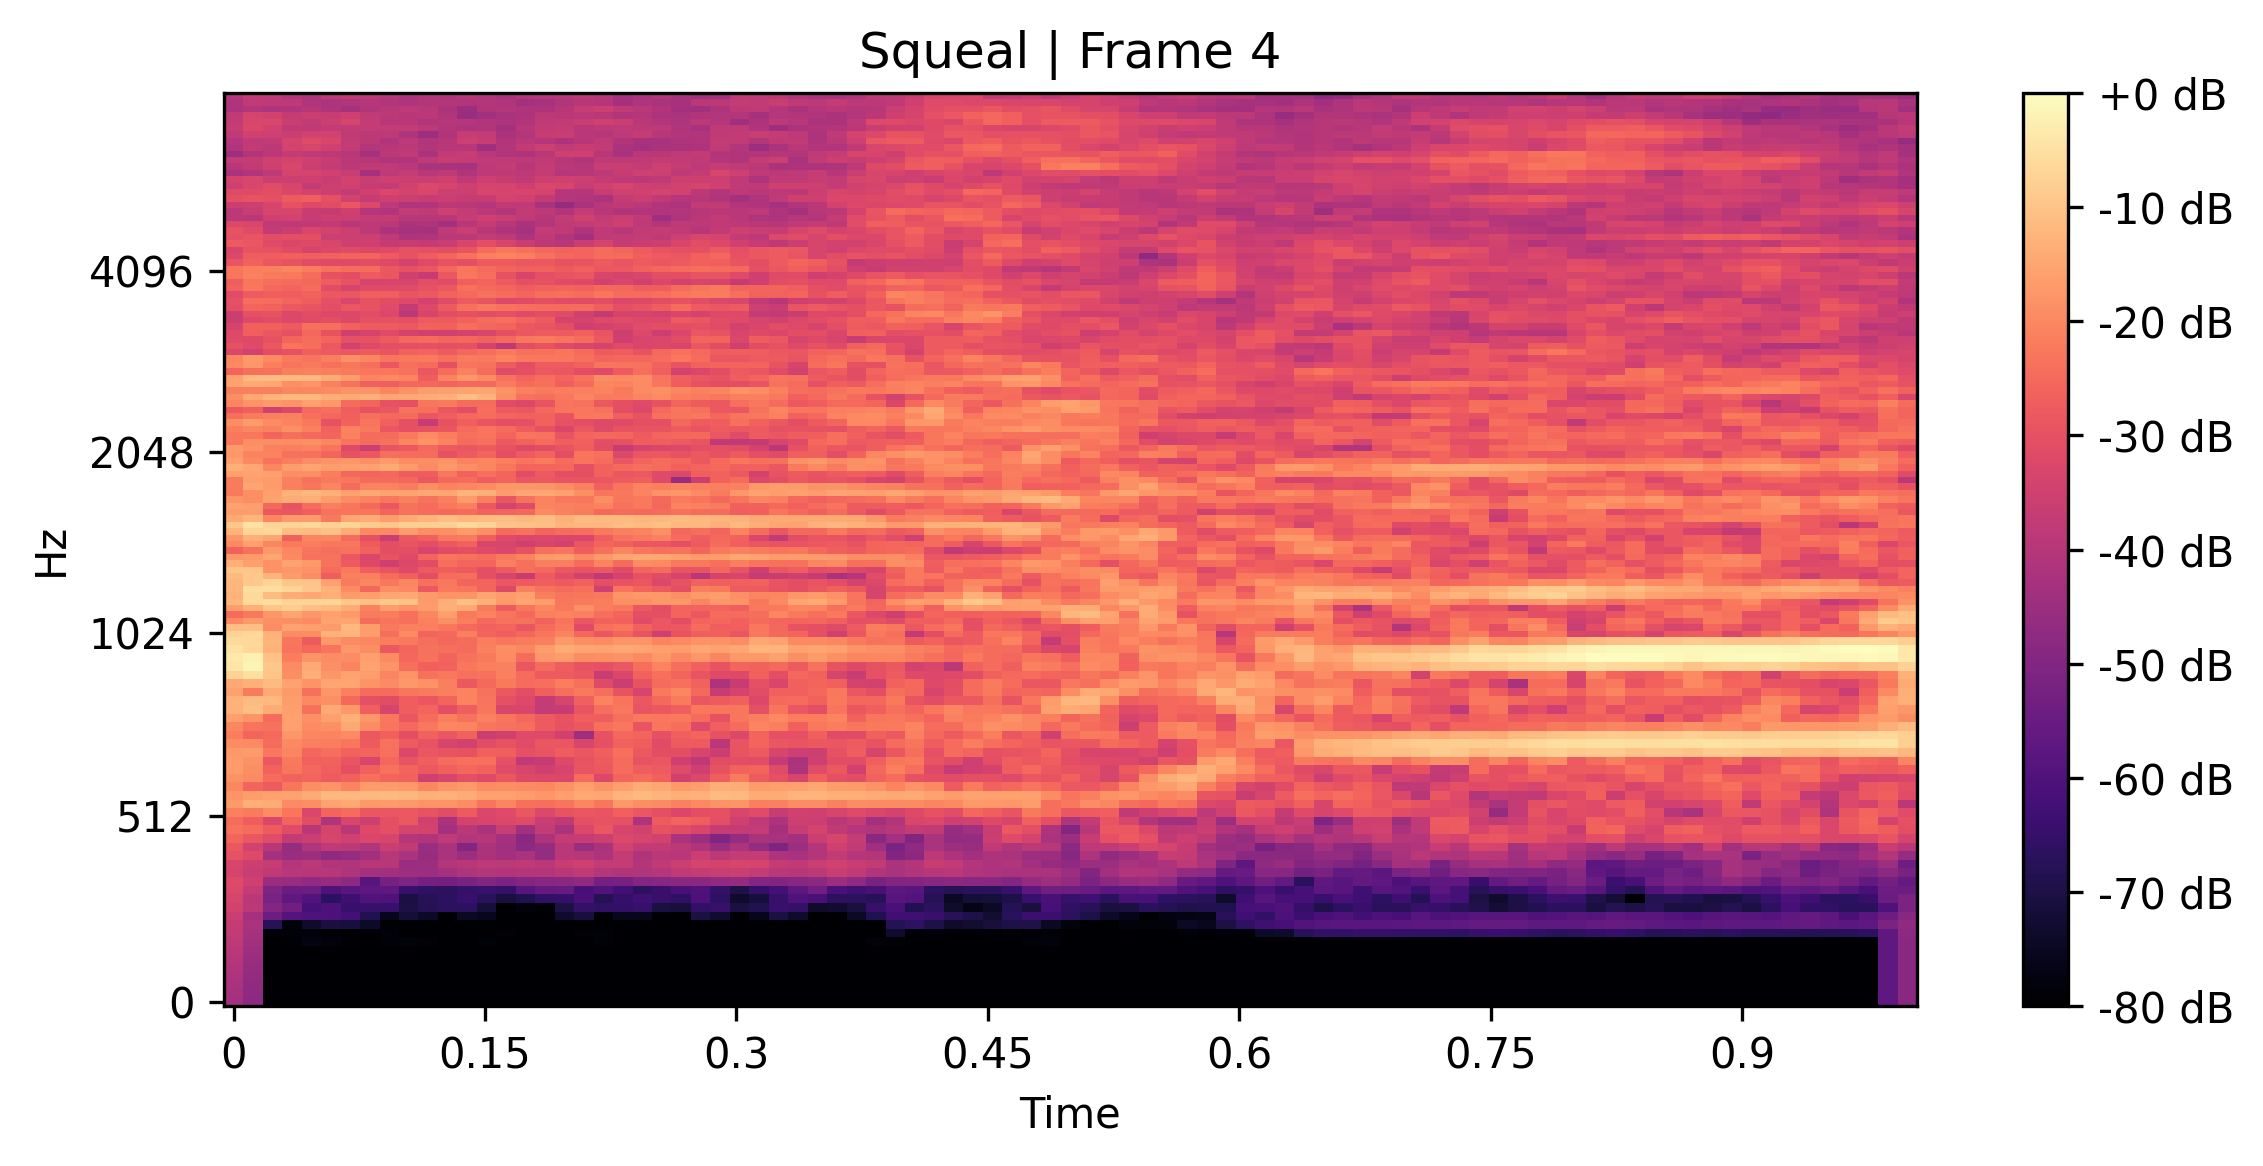 Squeal | Frame 4
+0 dB
-10 dB
-20 dB
-30 dB
-40 dB
-50 dB
-60 dB
-70 dB
-80 dB
Hz
4096
2048
1024
512
0
0 0.15 0.3 0.45 0.6 0.75 0.9
Time